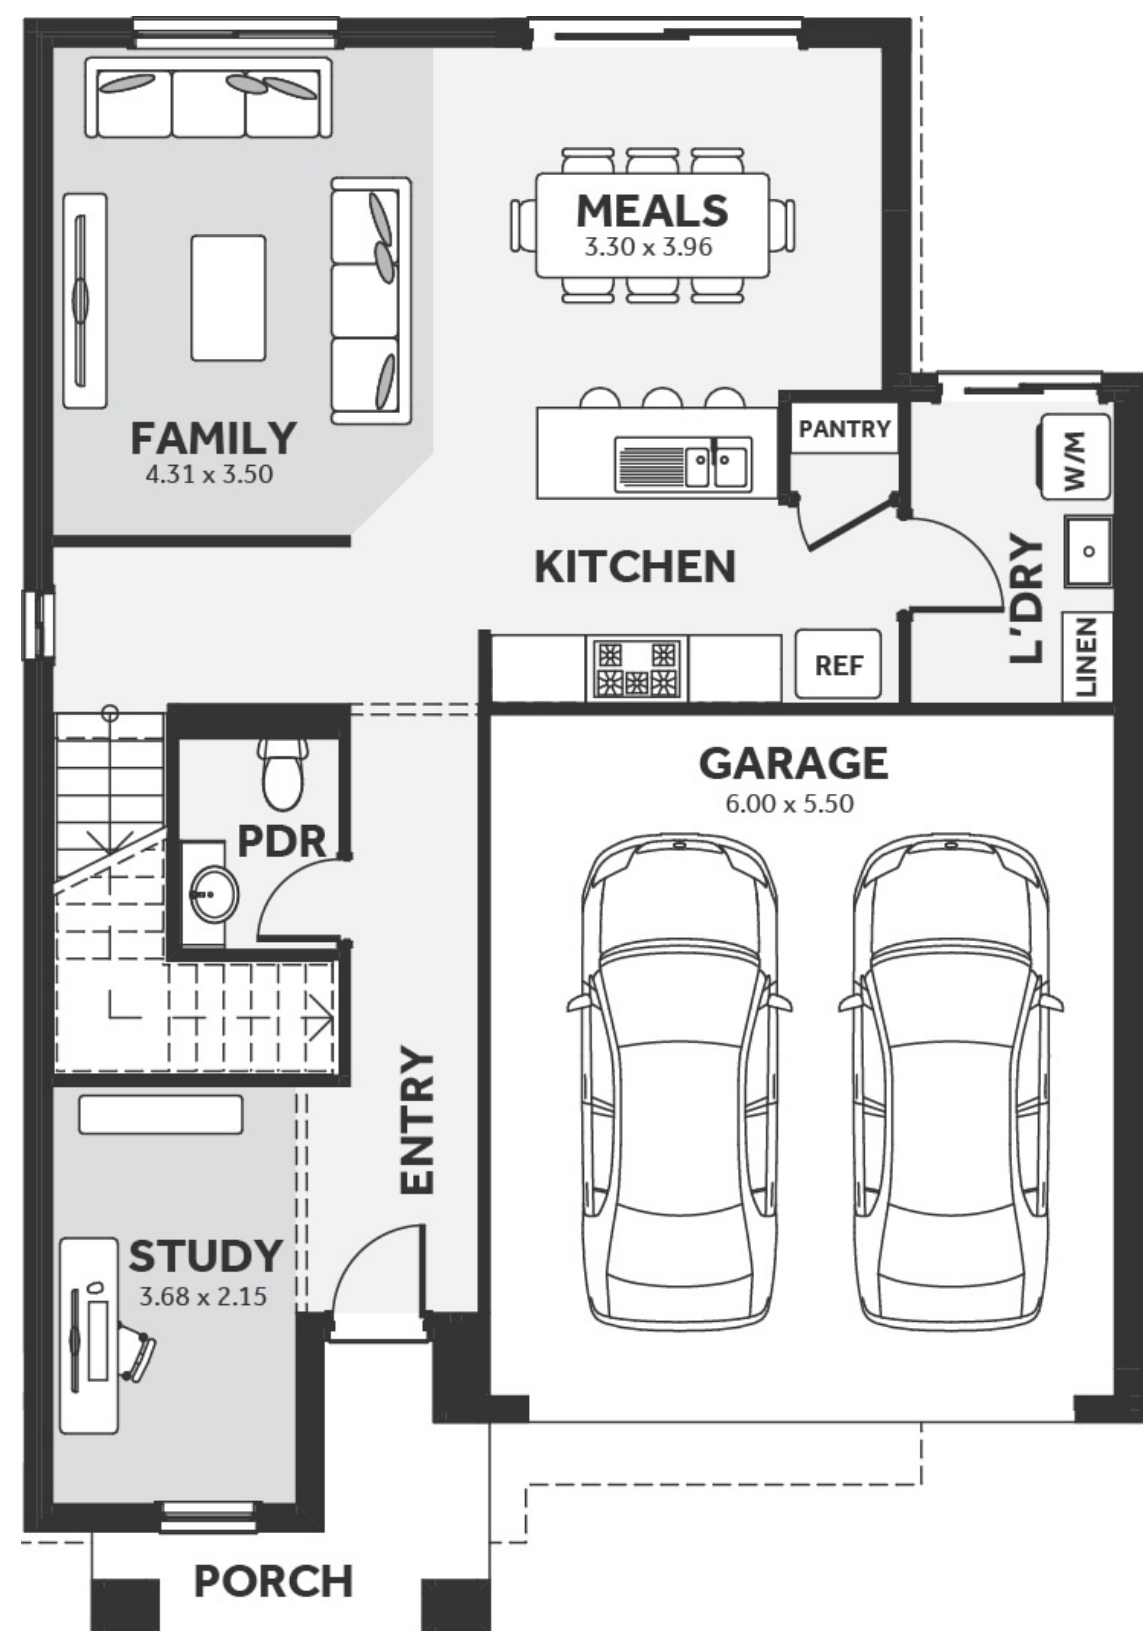 MEALS
3.30 x 3.96
FAMILY
4.31 x 3.50
PANTRY
W/M
KITCHEN
L'DRY
REF
LINEN
GARAGE
6.00 x 5.50
PDR
ENTRY
STUDY
3.68 x 2.15
PORCH